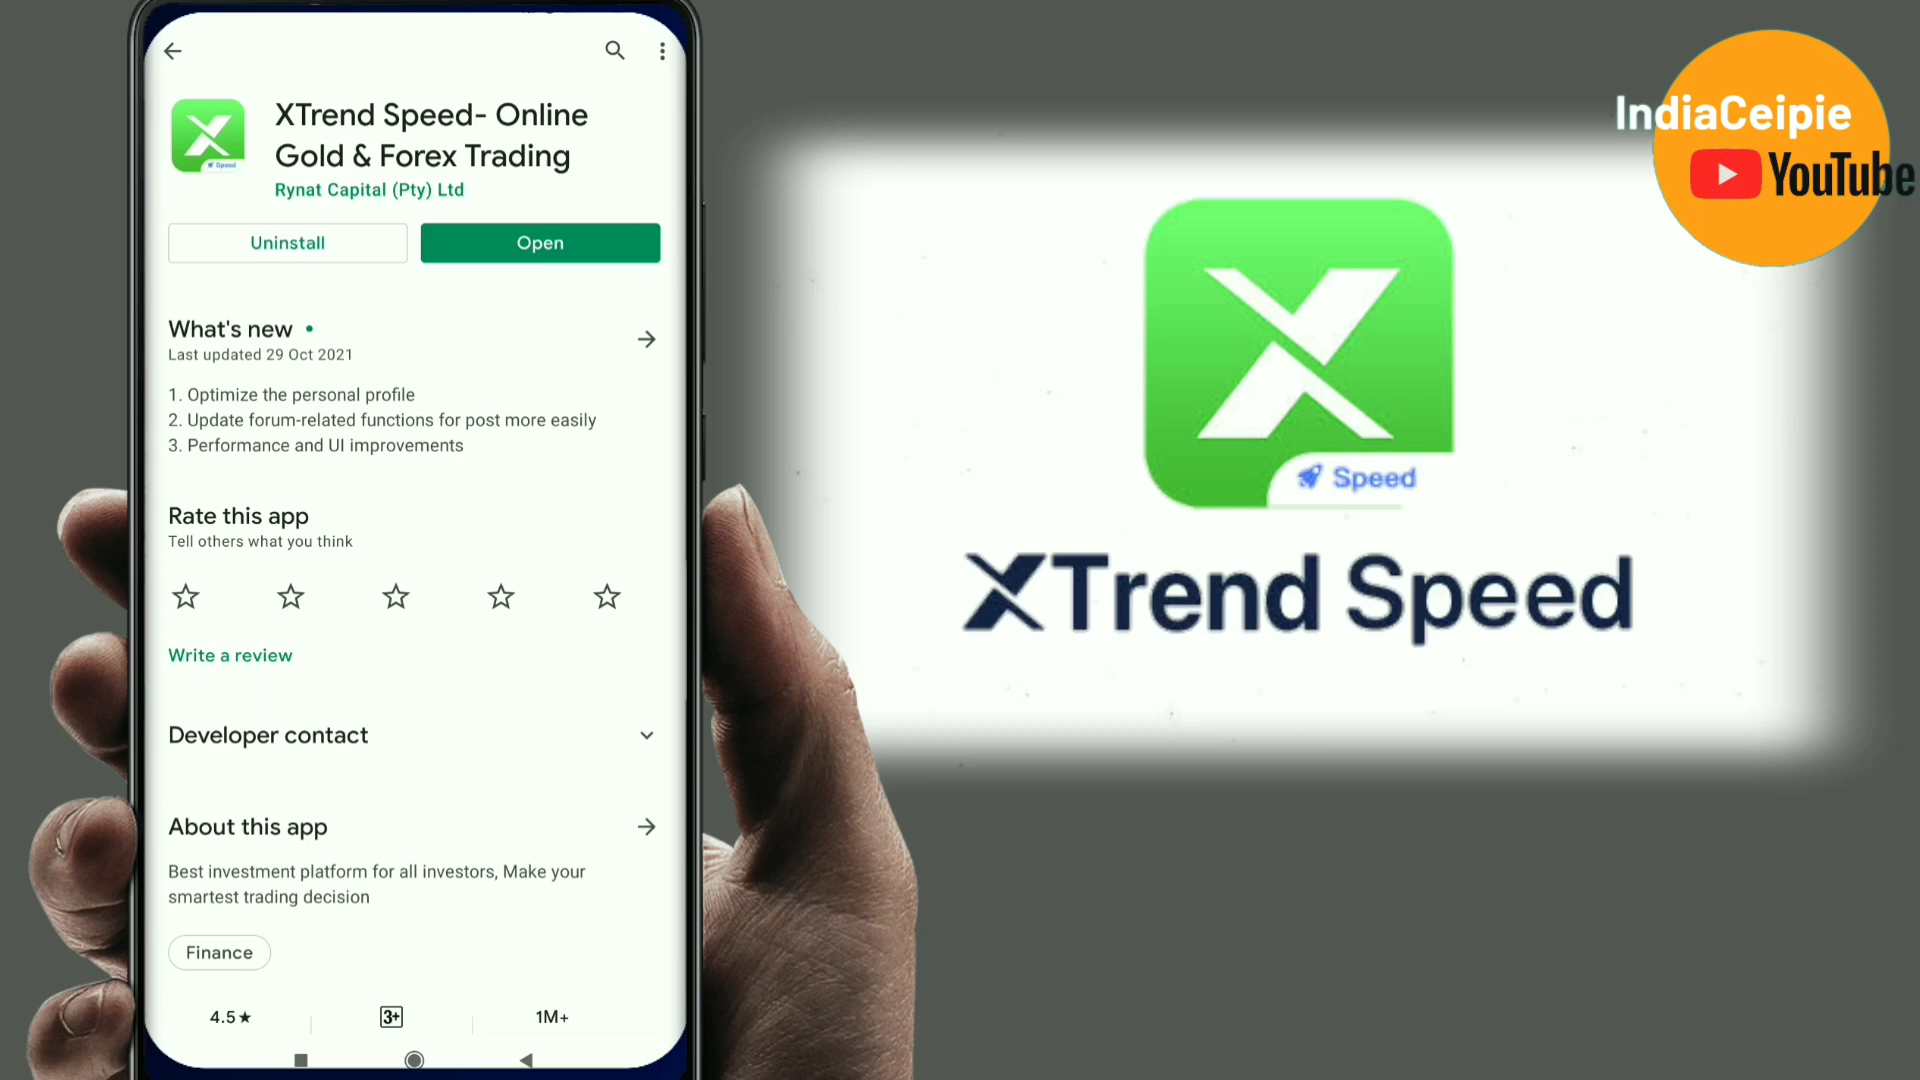 XTrend Speed- Online
Gold & Forex Trading
Rynat Capital (Pty) Ltd
Speed
Uninstall
Open
What's new
Last updated 29 Oct 2021
1. Optimize the personal profile
2. Update forum-related functions for post more easily
3. Performance and UI improvements
Rate this app
Tell others what you think
Write a review
Developer contact
About this app
Best investment platform for all investors, Make your
smartest trading decision
Finance
4.5★
3+
1M+
Speed
XTrend Speed
IndiaCeipie
YouTube